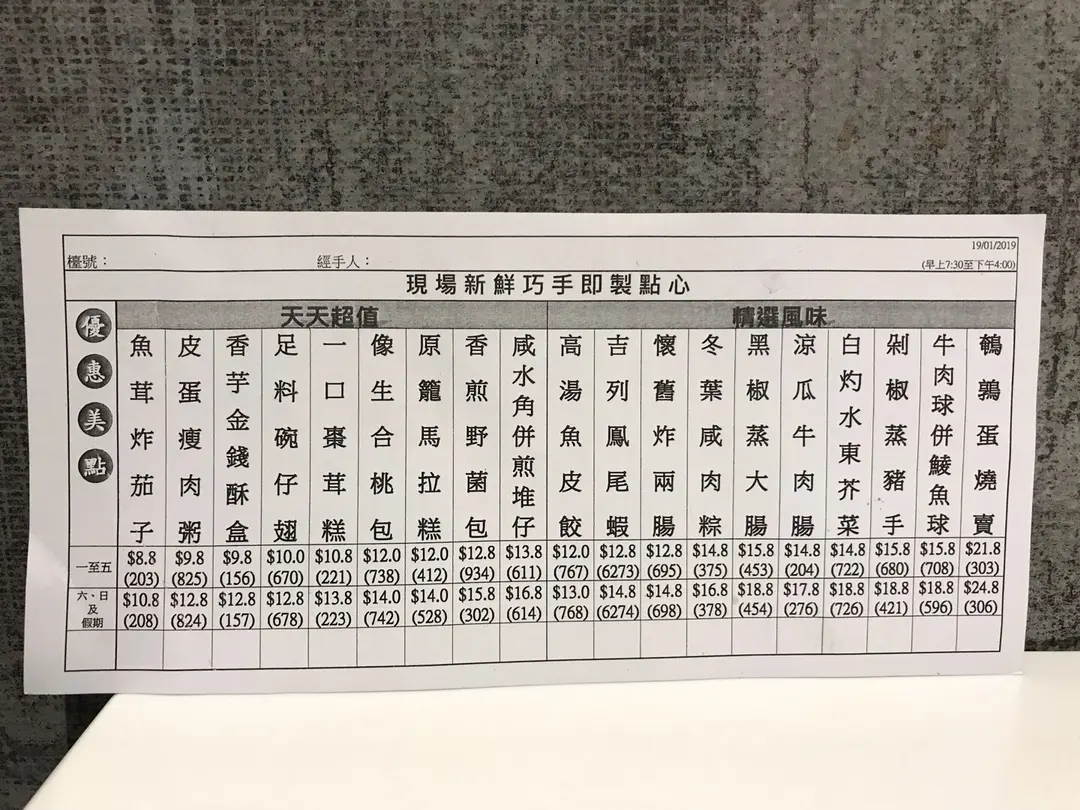 19/01/2019
檯號：
經手人：
(早上7:30至下午4:00)
現場新鮮巧手即製點心
優惠美點
天天超值
精選風味
魚茸炸茄子
皮蛋瘦肉粥
香芋金錢酥盒
足料碗仔翅
一口棗茸糕
像生合桃包
原籠馬拉糕
香煎野菌包
咸水角併煎堆仔
高湯魚皮餃
吉列鳳尾蝦
懷舊炸兩腸
冬葉咸肉粽
黑椒蒸大腸
涼瓜牛肉腸
白灼水東芥菜
剁椒蒸豬手
牛肉球併鯪魚球
鵪鶉蛋燒賣
一至五
$8.8 $9.8 $9.8 $10.0 $10.8 $12.0 $12.0 $12.8 $13.8 $12.0 $12.8 $12.8 $14.8 $15.8 $14.8 $14.8 $15.8 $15.8 $21.8
(203) (825) (156) (670) (221) (738) (412) (934) (611) (767) (6273) (695) (375) (453) (204) (722) (680) (708) (303)
六、日
及
假期
$10.8 $12.8 $12.8 $12.8 $13.8 $14.0 $14.0 $15.8 $16.8 $13.0 $14.8 $14.8 $16.8 $18.8 $17.8 $18.8 $18.8 $18.8 $24.8
(208) (824) (157) (678) (223) (742) (528) (302) (614) (768) (6274) (698) (378) (454) (276) (726) (421) (596) (306)